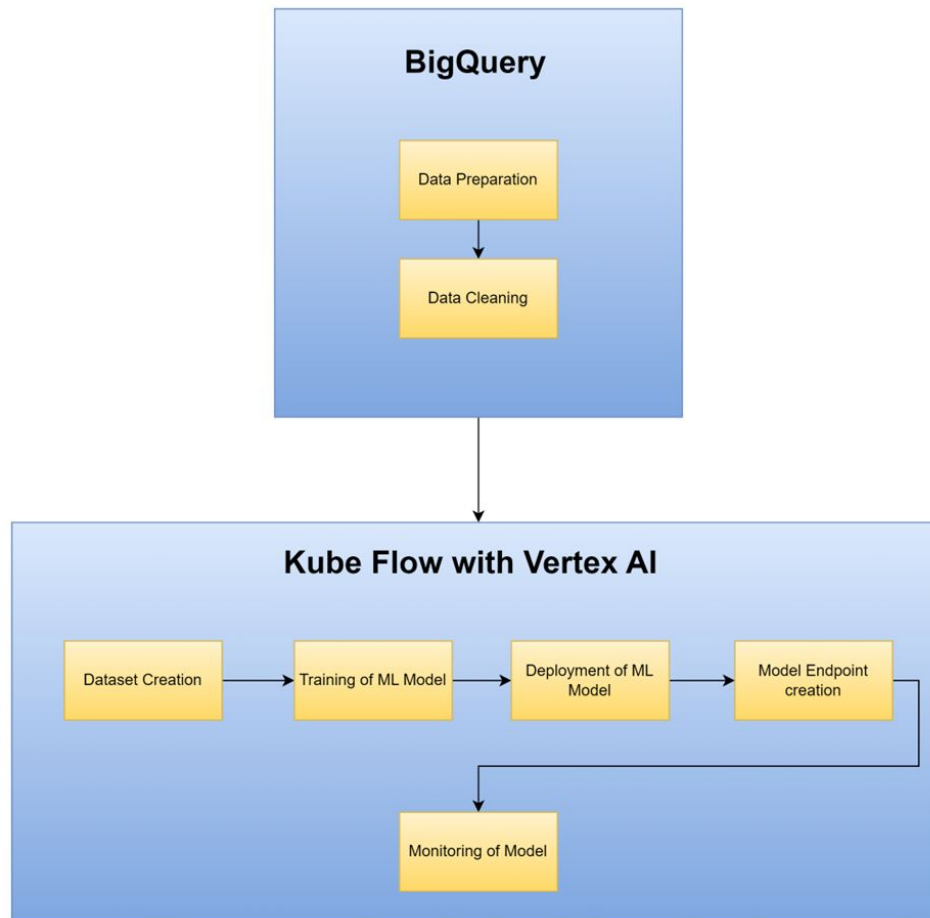 BigQuery
Data Preparation
Data Cleaning
Kube Flow with Vertex AI
Dataset Creation
Training of ML Model
Deployment of ML
Model
Model Endpoint
creation
Monitoring of Model